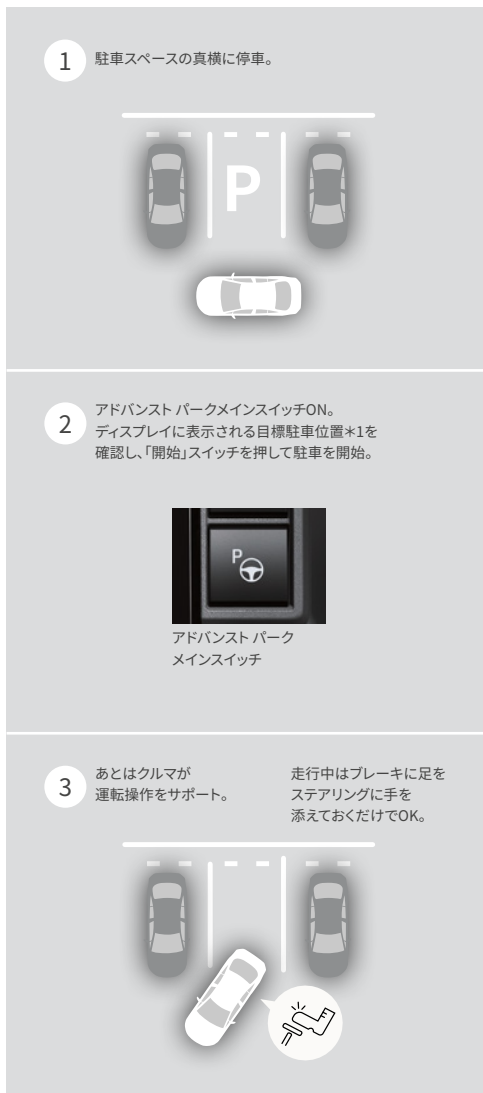 1
駐車スペースの真横に停車。
P
2
アドバンスト パークメインスイッチON。
ディスプレイに表示される目標駐車位置＊1を
確認し、「開始」スイッチを押して駐車を開始。
P
アドバンスト パーク
メインスイッチ
3
あとはクルマが
運転操作をサポート。
走行中はブレーキに足を
ステアリングに手を
添えておくだけでOK。